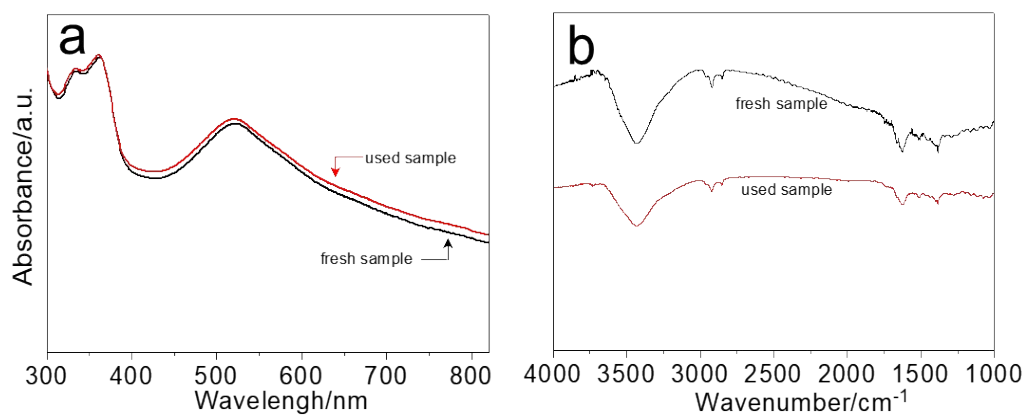 a
Absorbance/a.u.
used sample
fresh sample
300 400 500 600 700 800
Wavelengh/nm
b
fresh sample
used sample
4000 3500 3000 2500 2000 1500 1000
Wavenumber/cm⁻¹